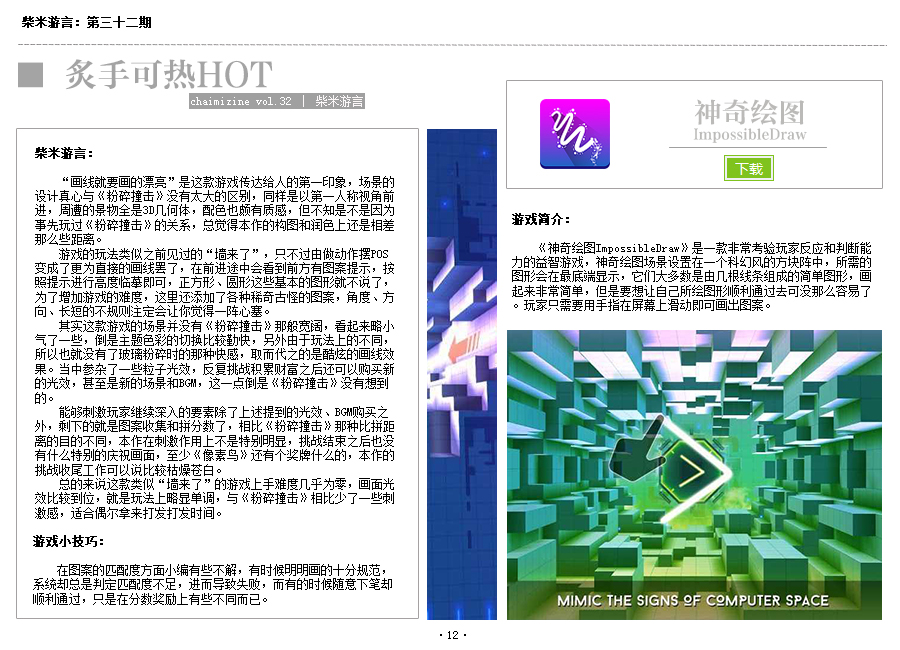 柴米游言：第三十二期
炙手可热HOT
chaimizine vol.32 | 柴米游言
柴米游言：
“画线就要画的漂亮”是这款游戏传达给人的第一印象，场景的
设计真心与《粉碎撞击》没有太大的区别，同样是以第一人称视角前
进，周遭的景物全是3D几何体，配色也颇有质感，但不知是不是因为
事先玩过《粉碎撞击》的关系，总觉得本作的构图和润色上还是相差
那么些距离。
游戏的玩法类似之前见过的“墙来了”，只不过由做动作摆POS
变成了更为直接的画线罢了，在前进途中会看到前方有图案提示，按
照提示进行高度临摹即可，正方形、圆形这些基本的图形就不说了，
为了增加游戏的难度，这里还添加了各种稀奇古怪的图案，角度、方
向、长短的不规则注定会让你觉得一阵心塞。
其实这款游戏的场景并没有《粉碎撞击》那般宽阔，看起来略小
气了一些，倒是主题色彩的切换比较勤快，另外由于玩法上的不同，
所以也就没有了玻璃粉碎时的那种快感，取而代之的是酷炫的画线效
果。当中参杂了一些粒子光效，反复挑战积累财富之后还可以购买新
的光效，甚至是新的场景和BGM，这一点倒是《粉碎撞击》没有想到
的。
能够刺激玩家继续深入的要素除了上述提到的光效、BGM购买之
外，剩下的就是图案收集和拼分数了，相比《粉碎撞击》那种比拼距
离的目的不同，本作在刺激作用上不是特别明显，挑战结束之后也没
有什么特别的庆祝画面，至少《像素鸟》还有个奖牌什么的，本作的
挑战收尾工作可以说比较枯燥苍白。
总的来说这款类似“墙来了”的游戏上手难度几乎为零，画面光
效比较到位，就是玩法上略显单调，与《粉碎撞击》相比少了一些刺
激感，适合偶尔拿来打发打发时间。
游戏小技巧：
在图案的匹配度方面小编有些不解，有时候明明画的十分规范，
系统却总是判定匹配度不足，进而导致失败，而有的时候随意下笔却
顺利通过，只是在分数奖励上有些不同而已。
神奇绘图
ImpossibleDraw
下载
游戏简介：
《神奇绘图ImpossibleDraw》是一款非常考验玩家反应和判断能
力的益智游戏，神奇绘图场景设置在一个科幻风的方块阵中，所需的
图形会在最底端显示，它们大多数是由几根线条组成的简单图形，画
起来非常简单，但是要想让自己所绘图形顺利通过去可没那么容易了
。玩家只需要用手指在屏幕上滑动即可画出图案。
MIMIC THE SIGNS OF COMPUTER SPACE
·12·